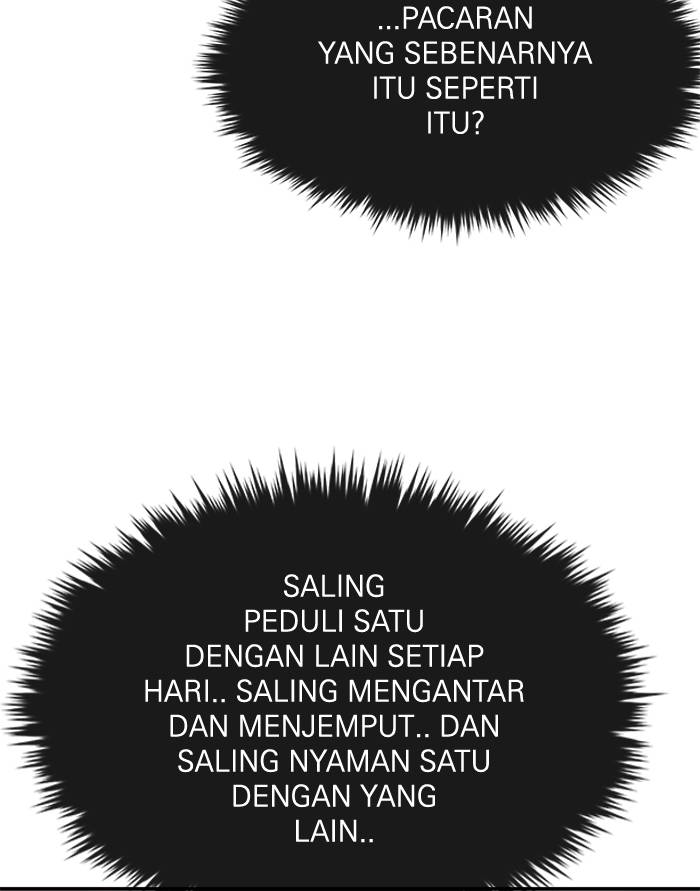 ...PACARAN
YANG SEBENARNYA
ITU SEPERTI
ITU?
SALING
PEDULI SATU
DENGAN LAIN SETIAP
HARI.. SALING MENGANTAR
DAN MENJEMPUT.. DAN
SALING NYAMAN SATU
DENGAN YANG
LAIN..